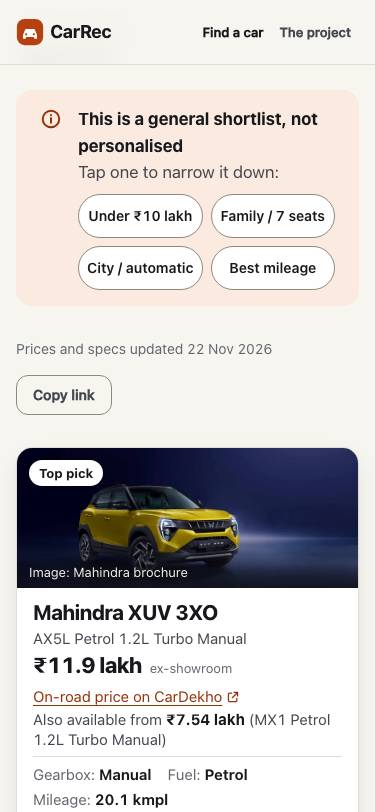 CarRec
Find a car
The project
This is a general shortlist, not
personalised
Tap one to narrow it down:
Under ₹10 lakh
Family / 7 seats
City / automatic
Best mileage
Prices and specs updated 22 Nov 2026
Copy link
Top pick
Image: Mahindra brochure
Mahindra XUV 3XO
AX5L Petrol 1.2L Turbo Manual
₹11.9 lakh ex-showroom
On-road price on CarDekho
Also available from ₹7.54 lakh (MX1 Petrol
1.2L Turbo Manual)
Gearbox: Manual Fuel: Petrol
Mileage: 20.1 kmpl